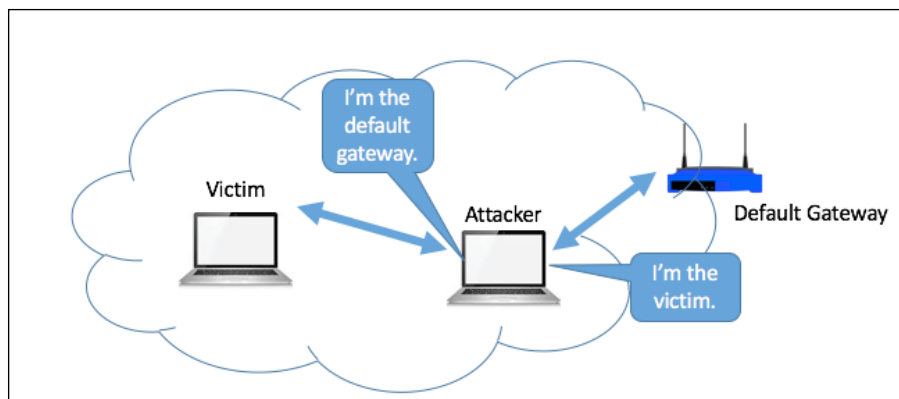 I'm the
default
gateway.
Victim
Attacker
Default Gateway
I'm the
victim.